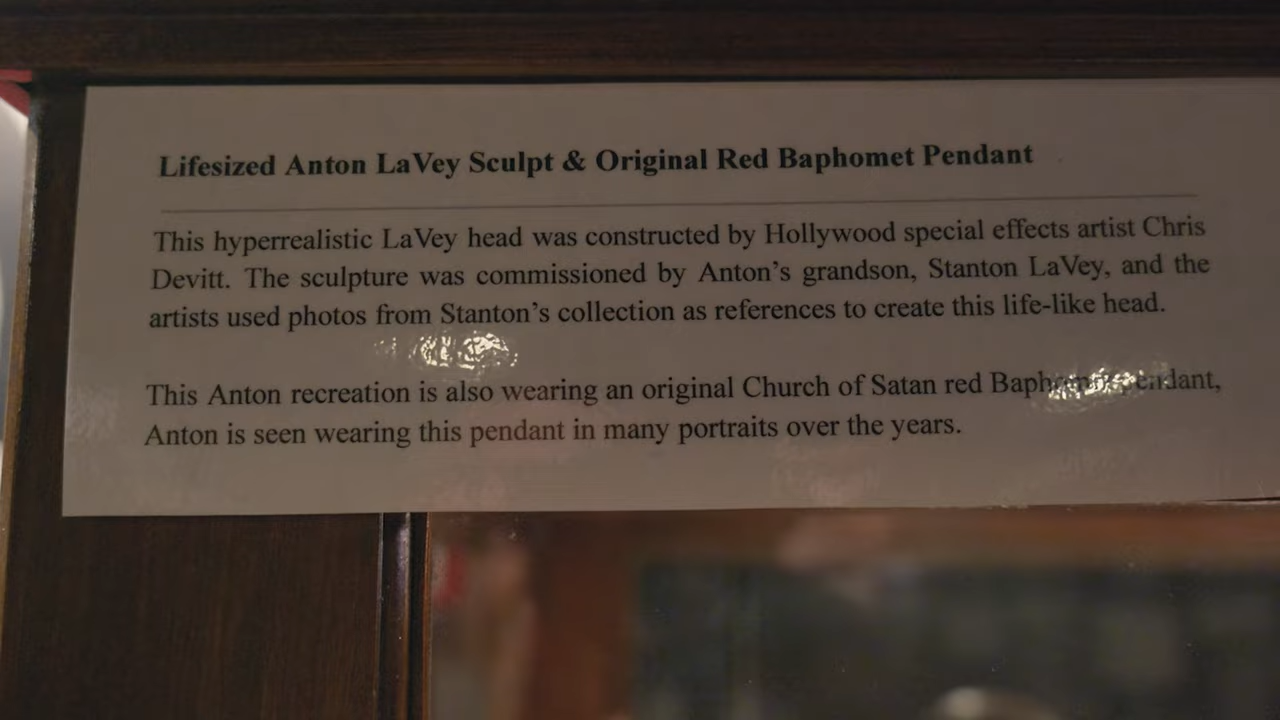 Lifesized Anton LaVey Sculpt & Original Red Baphomet Pendant
This hyperrealistic LaVey head was constructed by Hollywood special effects artist Chris
Devitt. The sculpture was commissioned by Anton's grandson, Stanton LaVey, and the
artists used photos from Stanton's collection as references to create this life-like head.
This Anton recreation is also wearing an original Church of Satan red Baphomet pendant,
Anton is seen wearing this pendant in many portraits over the years.